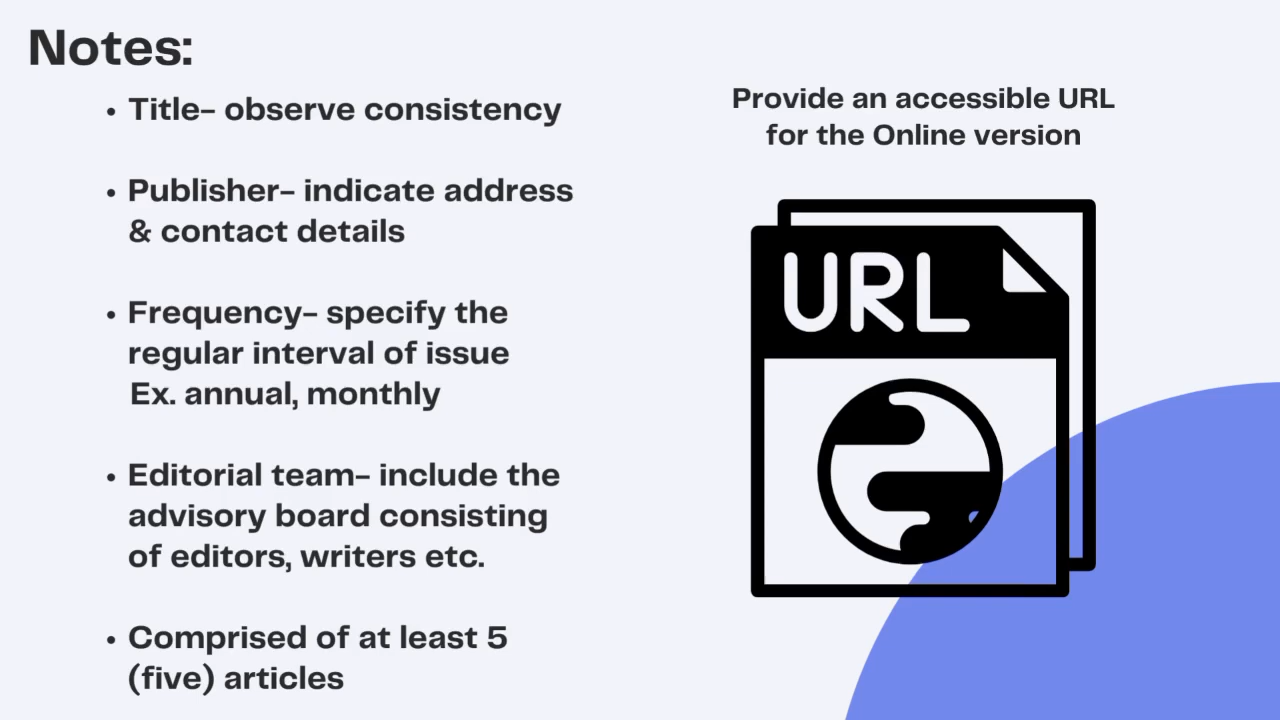 Notes:
• Title– observe consistency
• Publisher– indicate address
& contact details
• Frequency– specify the
regular interval of issue
Ex. annual, monthly
• Editorial team– include the
advisory board consisting
of editors, writers etc.
• Comprised of at least 5
(five) articles
Provide an accessible URL
for the Online version
URL